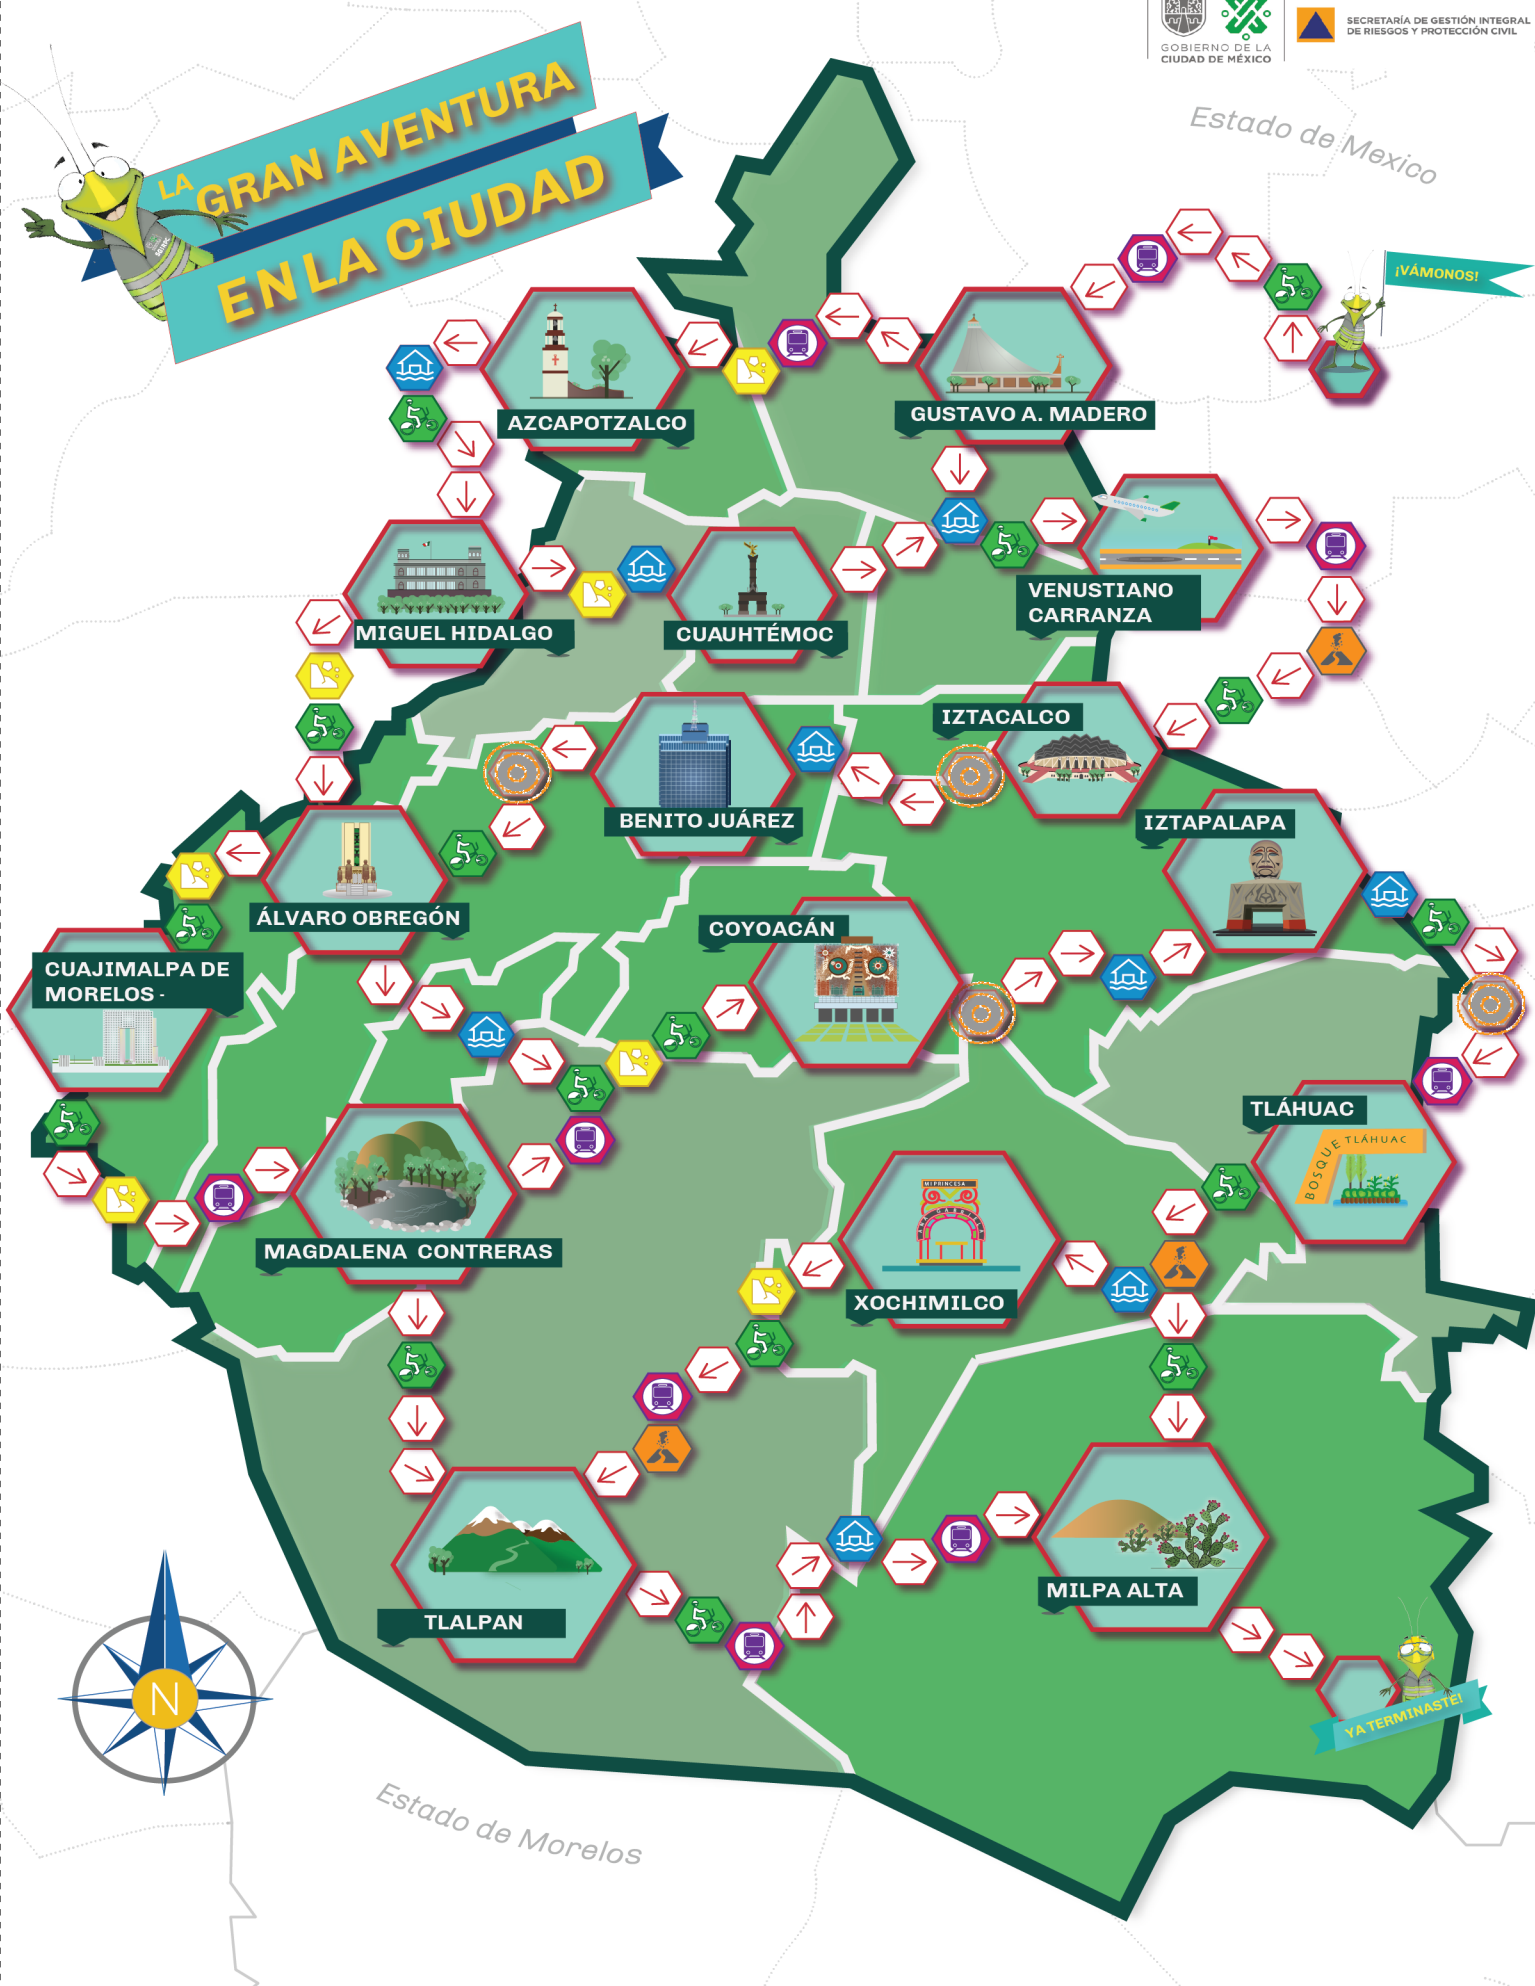 GOBIERNO DE LA
CIUDAD DE MÉXICO
SECRETARÍA DE GESTIÓN INTEGRAL
DE RIESGOS Y PROTECCIÓN CIVIL
LA GRAN AVENTURA
EN LA CIUDAD
Estado de Mexico
¡VÁMONOS!
AZCAPOTZALCO
GUSTAVO A. MADERO
MIGUEL HIDALGO
CUAUHTÉMOC
VENUSTIANO
CARRANZA
IZTACALCO
BENITO JUÁREZ
IZTAPALAPA
ÁLVARO OBREGÓN
COYOACÁN
CUAJIMALPA DE
MORELOS -
TLÁHUAC
BOSQUE TLÁHUAC
MI PRINCESA
MAGDALENA CONTRERAS
XOCHIMILCO
MILPA ALTA
TLALPAN
N
YA TERMINASTE!
Estado de Morelos